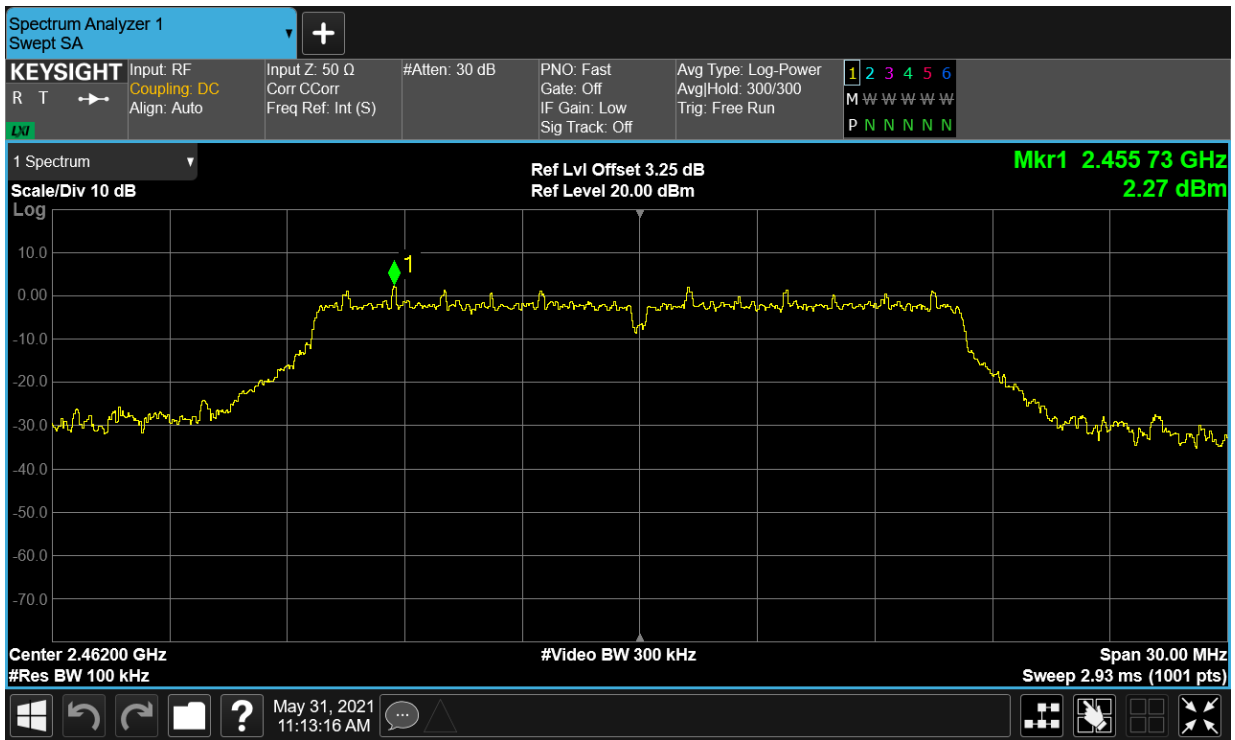 Spectrum Analyzer 1
Swept SA
KEYSIGHT
R T
LXI
Input: RF
Coupling: DC
Align: Auto
Input Z: 50 Ω
Corr CCorr
Freq Ref: Int (S)
#Atten: 30 dB
PNO: Fast
Gate: Off
IF Gain: Low
Sig Track: Off
Avg Type: Log-Power
Avg|Hold: 300/300
Trig: Free Run
1 2 3 4 5 6
M W W W W W
P N N N N N
1 Spectrum
Scale/Div 10 dB
Log
Ref Lvl Offset 3.25 dB
Ref Level 20.00 dBm
Mkr1 2.455 73 GHz
2.27 dBm
10.0
0.00
-10.0
-20.0
-30.0
-40.0
-50.0
-60.0
-70.0
1
Center 2.46200 GHz
#Res BW 100 kHz
#Video BW 300 kHz
Span 30.00 MHz
Sweep 2.93 ms (1001 pts)
?
May 31, 2021
11:13:16 AM